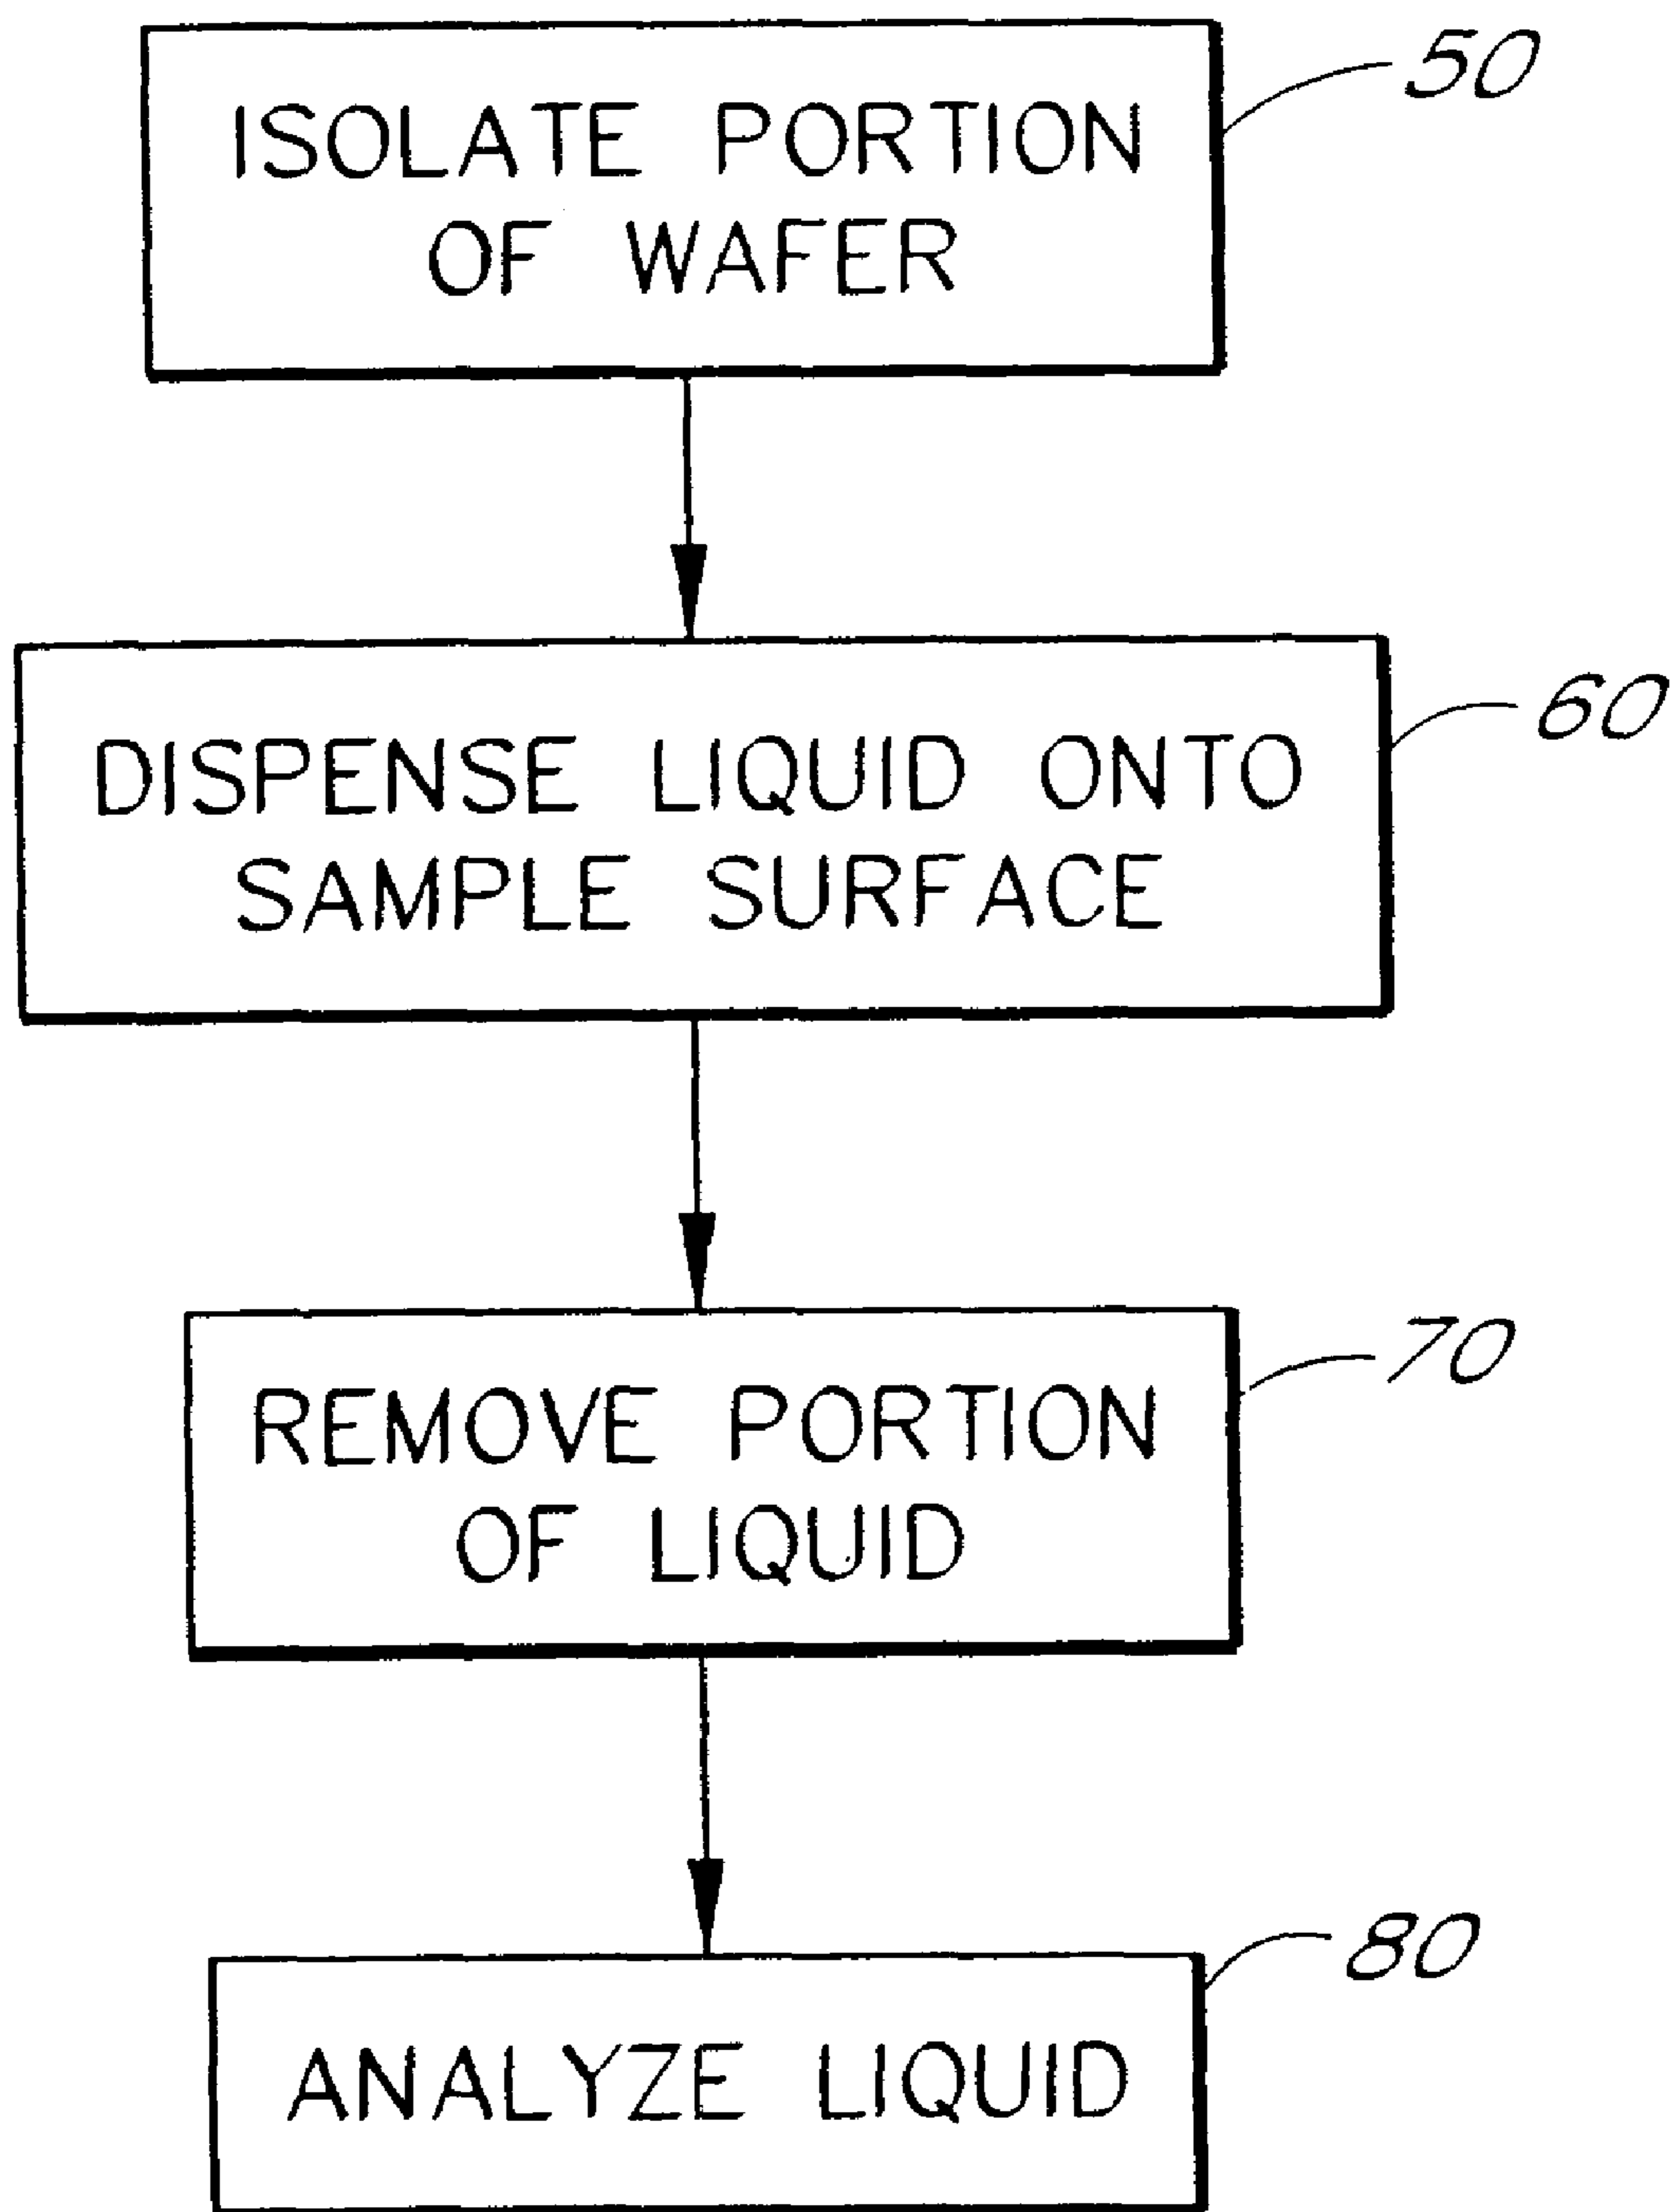 ISOLATE PORTION
OF WAFER
50
DISPENSE LIQUID ONTO
SAMPLE SURFACE
60
REMOVE PORTION
OF LIQUID
70
ANALYZE LIQUID
80